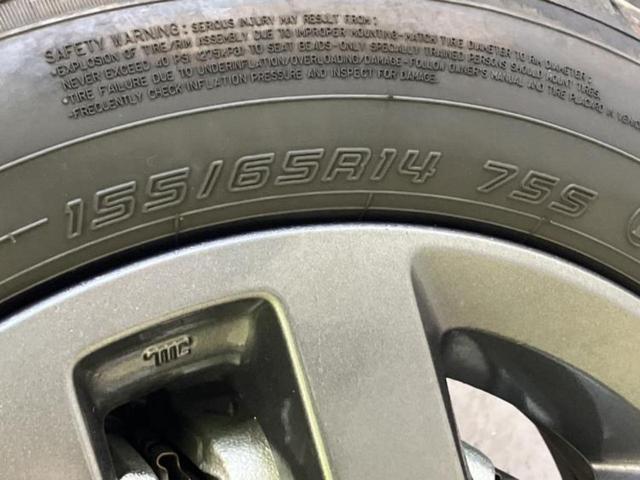 SAFETY WARNING: SERIOUS INJURY MAY RESULT FROM:
•EXPLOSION OF TIRE/RIM ASSEMBLY DUE TO IMPROPER MOUNTING-MATCH TIRE DIAMETER TO RIM DIAMETER;
NEVER EXCEED 40 PSI (275kPa) TO SEAT BEADS-ONLY SPECIALLY TRAINED PERSONS SHOULD MOUNT TIRES.
•TIRE FAILURE DUE TO UNDERINFLATION/OVERLOADING/DAMAGE-FOLLOW OWNER'S MANUAL AND TIRE PLACARD IN
-FREQUENTLY CHECK INFLATION PRESSURE AND INSPECT FOR DAMAGE.
155/65R14 75S